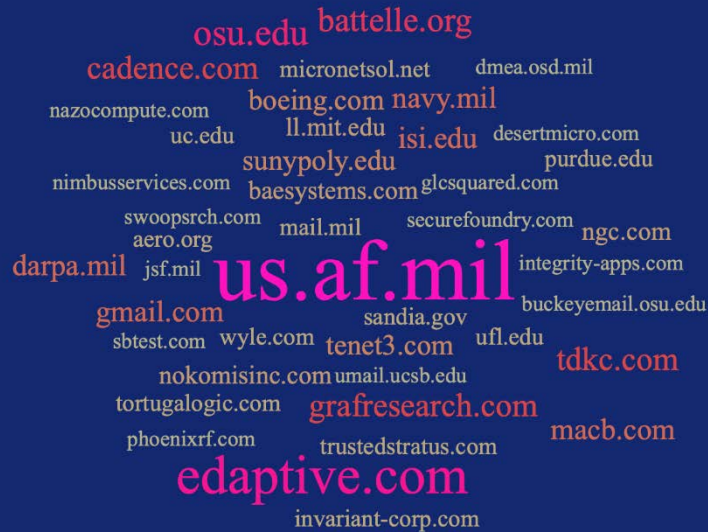 osu.edu battelle.org
cadence.com micronetsol.net dmea.osd.mil
nazocompute.com boeing.com navy.mil
uc.edu ll.mit.edu isi.edu desertmicro.com
sunypoly.edu purdue.edu
nimbusservices.com baesystems.com glcsquared.com
swoopsrch.com mail.mil securefoundry.com
aero.org ngc.com
darpa.mil jsf.mil us.af.mil integrity-apps.com
gmail.com sandia.gov buckeyemail.osu.edu
sbtest.com wyle.com tenet3.com ufl.edu
tdkc.com
nokomisinc.com umail.ucsb.edu
tortugalogic.com grafresearch.com
macb.com
phoenixrf.com trustedstratus.com
edaptive.com
invariant-corp.com